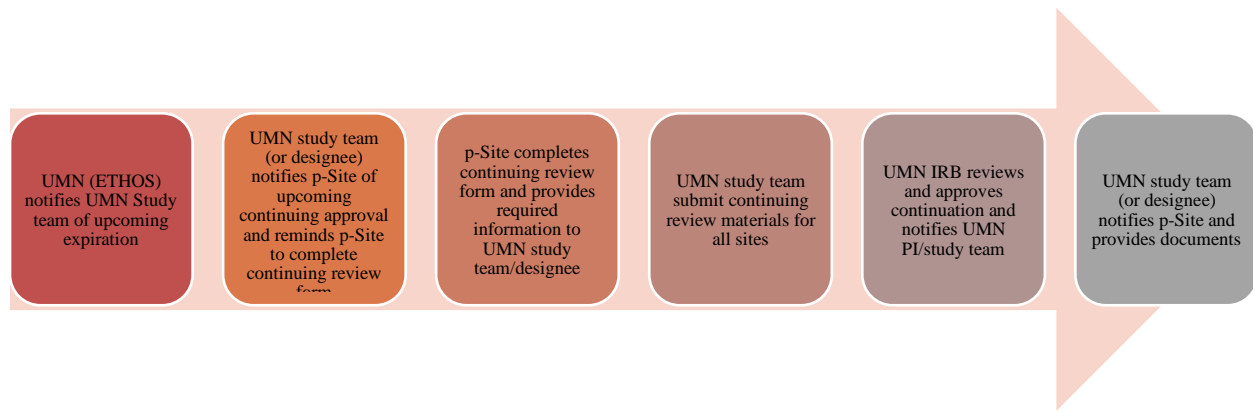 UMN (ETHOS)
notifies UMN Study
team of upcoming
expiration
UMN study team
(or designee)
notifies p-Site of
upcoming
continuing approval
and reminds p-Site
to complete
continuing review
form
p-Site completes
continuing review
form and provides
required
information to
UMN study
team/designee
UMN study team
submit continuing
review materials for
all sites
UMN IRB reviews
and approves
continuation and
notifies UMN
PI/study team
UMN study team
(or designee)
notifies p-Site and
provides documents